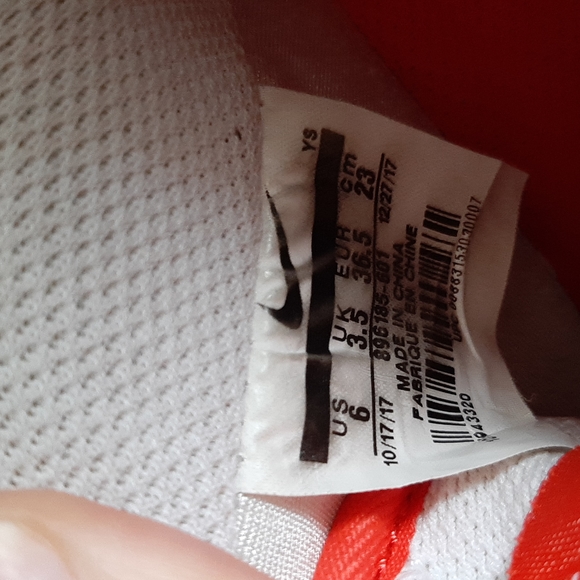 YS
US UK EUR cm
6 3.5 36.5 23
896185-601
10/17/17 12/27/17
MADE IN CHINA
FABRIQUE EN CHINE